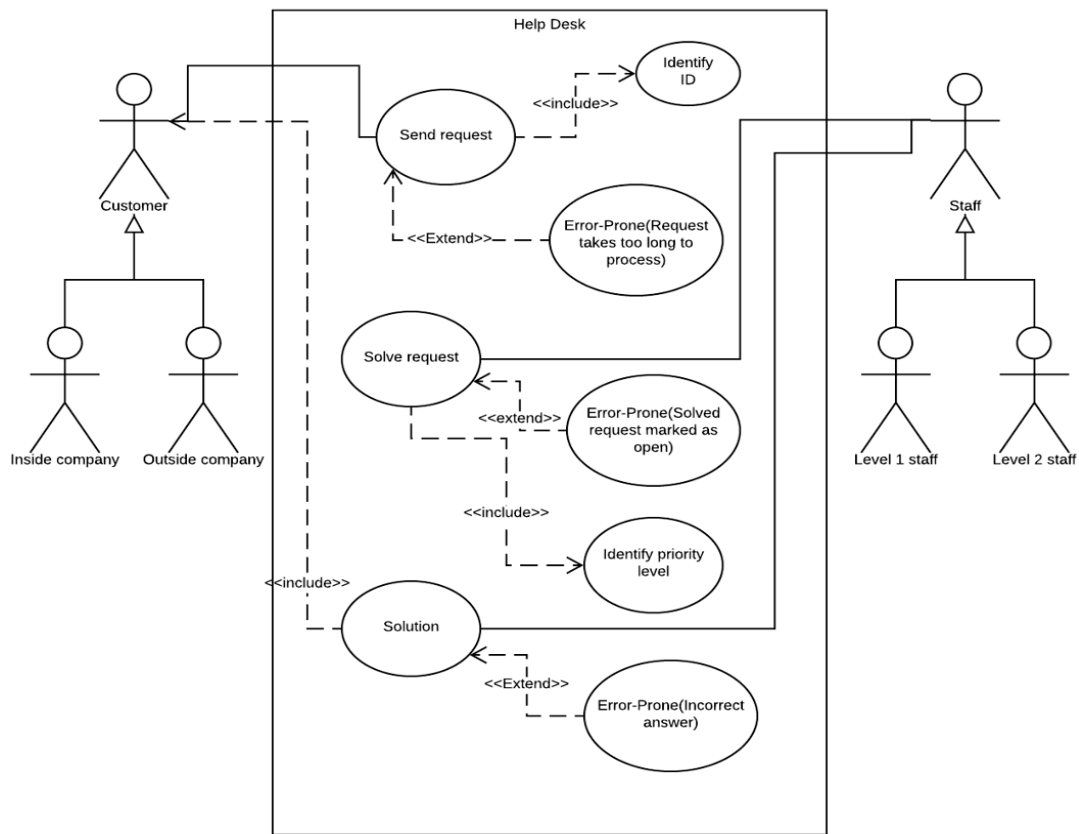 Help Desk
Identify
ID
<<include>>
Send request
Customer
Staff
<<Extend>>
Error-Prone(Request
takes too long to
process)
Solve request
<<extend>>
Error-Prone(Solved
request marked as
open)
Inside company
Outside company
Level 1 staff
Level 2 staff
<<include>>
Identify priority
level
<<include>>
Solution
<<Extend>>
Error-Prone(Incorrect
answer)